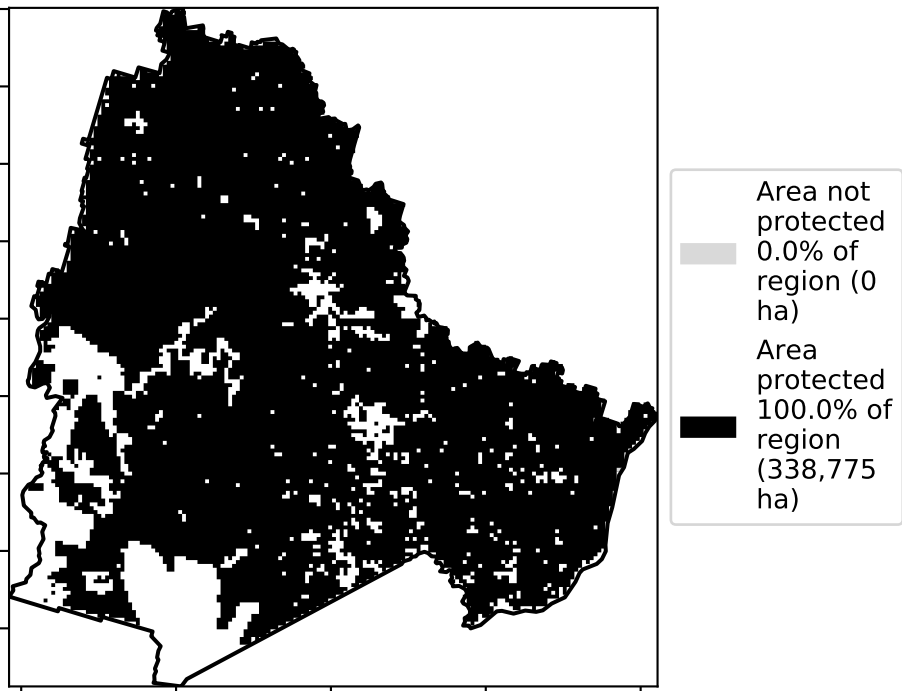 Area not
protected
0.0% of
region (0
ha)
Area
protected
100.0% of
region
(338,775
ha)